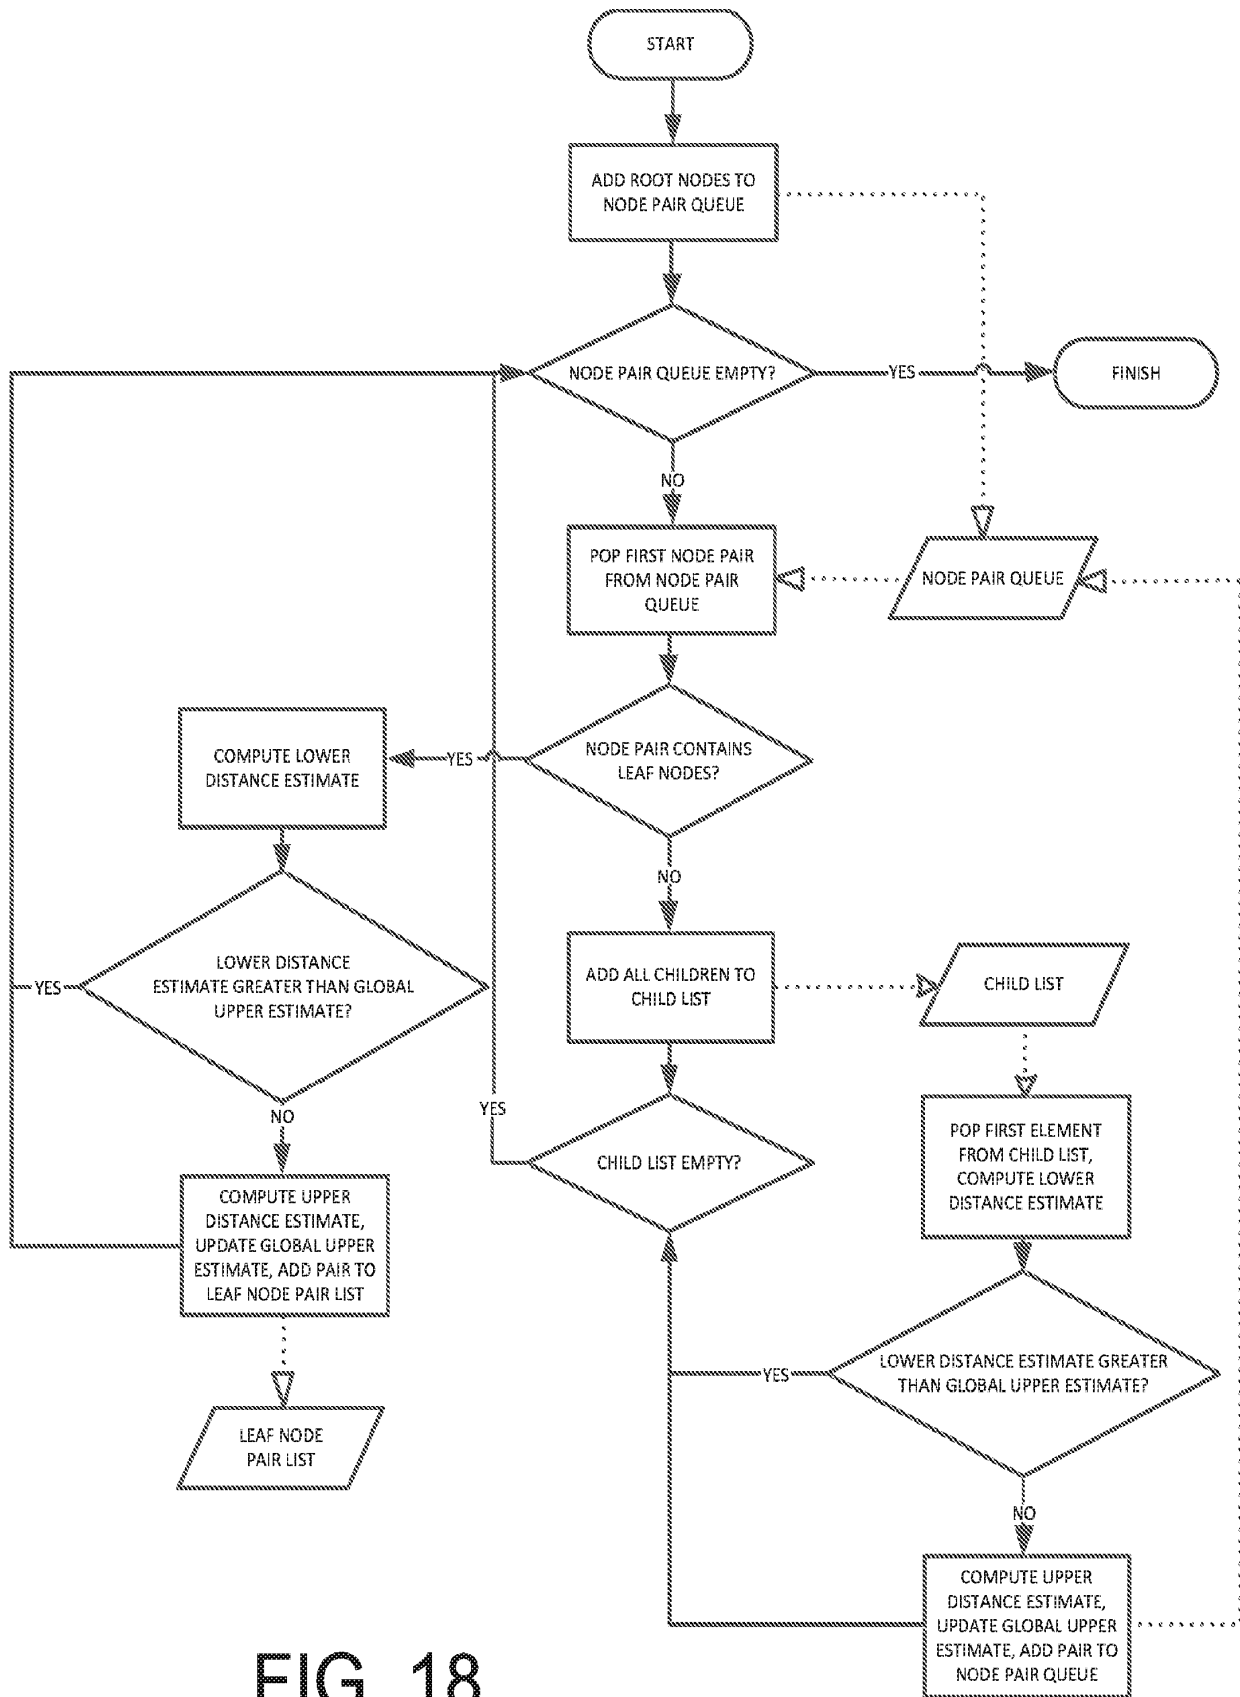 START
ADD ROOT NODES TO
NODE PAIR QUEUE
NODE PAIR QUEUE EMPTY?
YES
FINISH
NO
POP FIRST NODE PAIR
FROM NODE PAIR
QUEUE
NODE PAIR QUEUE
COMPUTE LOWER
DISTANCE ESTIMATE
YES
NODE PAIR CONTAINS
LEAF NODES?
NO
LOWER DISTANCE
ESTIMATE GREATER THAN GLOBAL
UPPER ESTIMATE?
YES
NO
ADD ALL CHILDREN TO
CHILD LIST
CHILD LIST
YES
CHILD LIST EMPTY?
POP FIRST ELEMENT
FROM CHILD LIST,
COMPUTE LOWER
DISTANCE ESTIMATE
COMPUTE UPPER
DISTANCE ESTIMATE,
UPDATE GLOBAL UPPER
ESTIMATE, ADD PAIR TO
LEAF NODE PAIR LIST
YES
LOWER DISTANCE ESTIMATE GREATER
THAN GLOBAL UPPER ESTIMATE?
LEAF NODE
PAIR LIST
NO
COMPUTE UPPER
DISTANCE ESTIMATE,
UPDATE GLOBAL UPPER
ESTIMATE, ADD PAIR TO
NODE PAIR QUEUE
FIG. 18